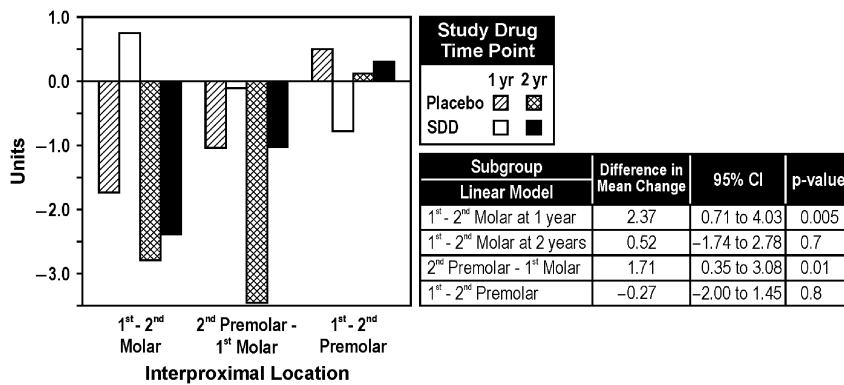 1.0
0.0
−1.0
−2.0
−3.0
Units
1st - 2nd
Molar
2nd Premolar -
1st Molar
1st - 2nd
Premolar
Interproximal Location
Study Drug
Time Point
1 yr 2 yr
Placebo
SDD
Subgroup
Linear Model
Difference in
Mean Change
95% CI
p-value
1st - 2nd Molar at 1 year 2.37 0.71 to 4.03 0.005
1st - 2nd Molar at 2 years 0.52 −1.74 to 2.78 0.7
2nd Premolar - 1st Molar 1.71 0.35 to 3.08 0.01
1st - 2nd Premolar −0.27 −2.00 to 1.45 0.8